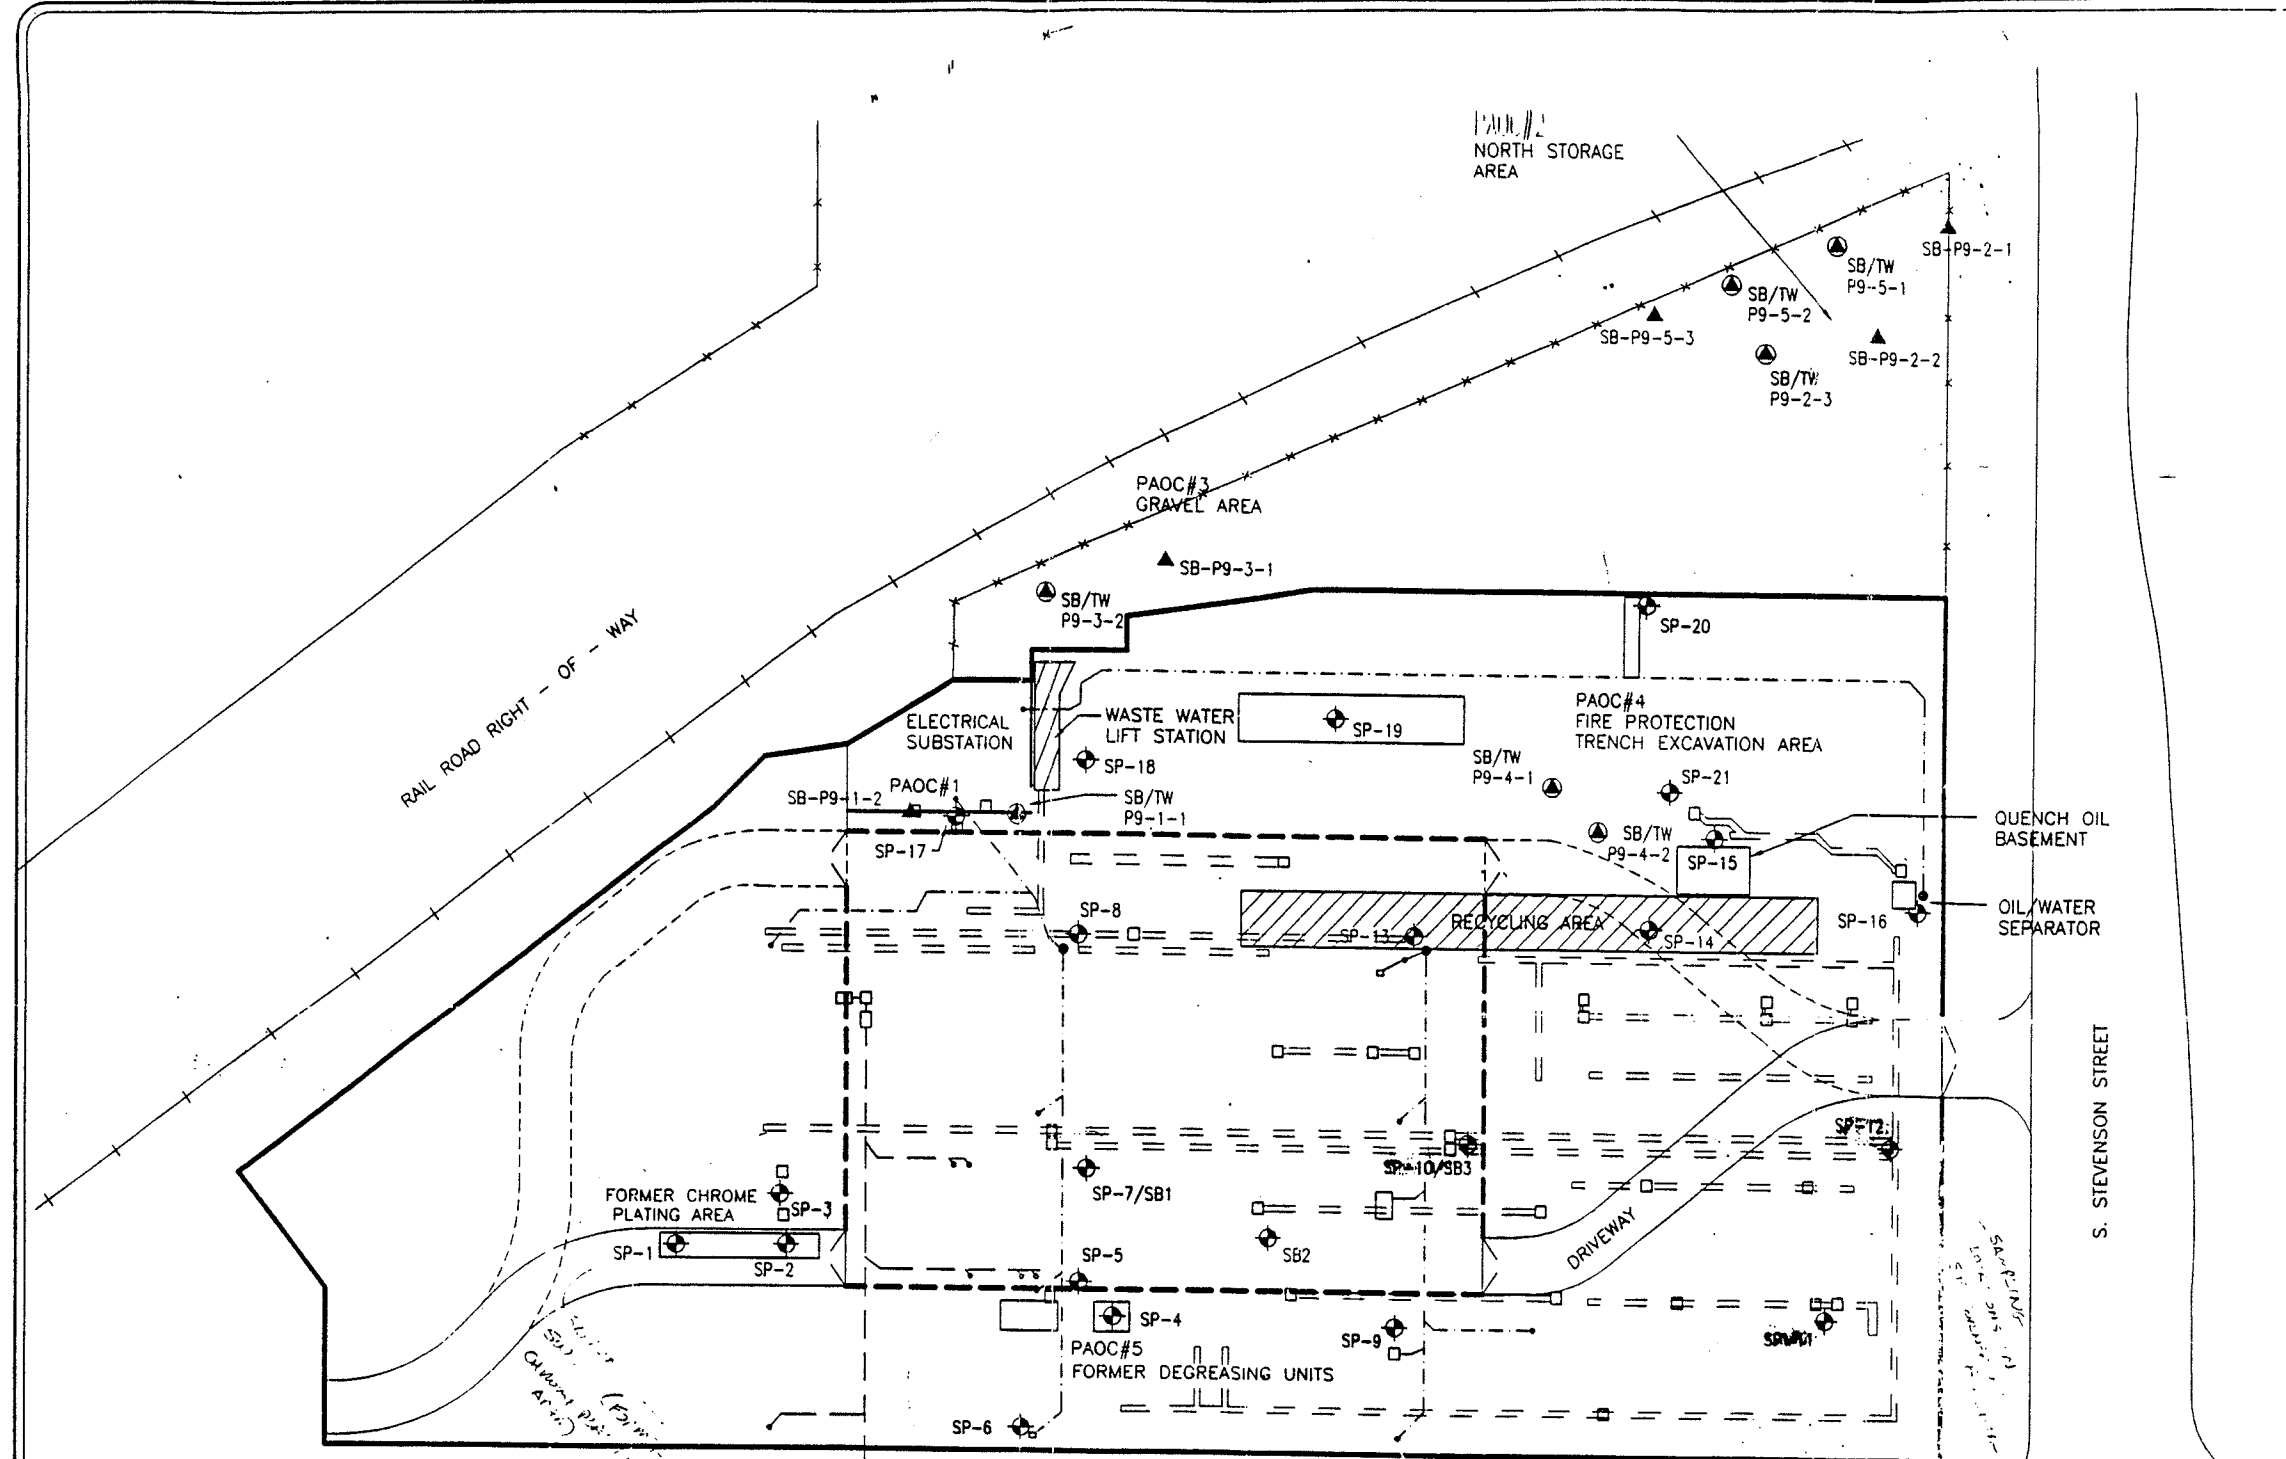 NORTH STORAGE
AREA
SB-P9-2-1
SB/TW
P9-5-1
SB/TW
P9-5-2
SB-P9-5-3
SB-P9-2-2
SB/TW
P9-2-3
PAOC#3
GRAVEL AREA
SB-P9-3-1
SB/TW
P9-3-2
RAIL ROAD RIGHT - OF - WAY
SP-20
ELECTRICAL
SUBSTATION
WASTE WATER
LIFT STATION
SP-19
PAOC#4
FIRE PROTECTION
TRENCH EXCAVATION AREA
SP-18
SB/TW
P9-4-1
SP-21
PAOC#1
SB-P9-1-2
SB/TW
P9-1-1
QUENCH OIL
BASEMENT
SP-17
SB/TW
P9-4-2
SP-15
SP-8
SP-13
RECYCLING AREA
SP-14
SP-16
OIL/WATER
SEPARATOR
S. STEVENSON STREET
SP-10/SB3
SP-7/SB1
FORMER CHROME
PLATING AREA
SP-3
SP-1
SP-2
SP-5
SB2
DRIVEWAY
SAMPLING
SP-4
SP-9
PAOC#5
FORMER DEGREASING UNITS
SP-6